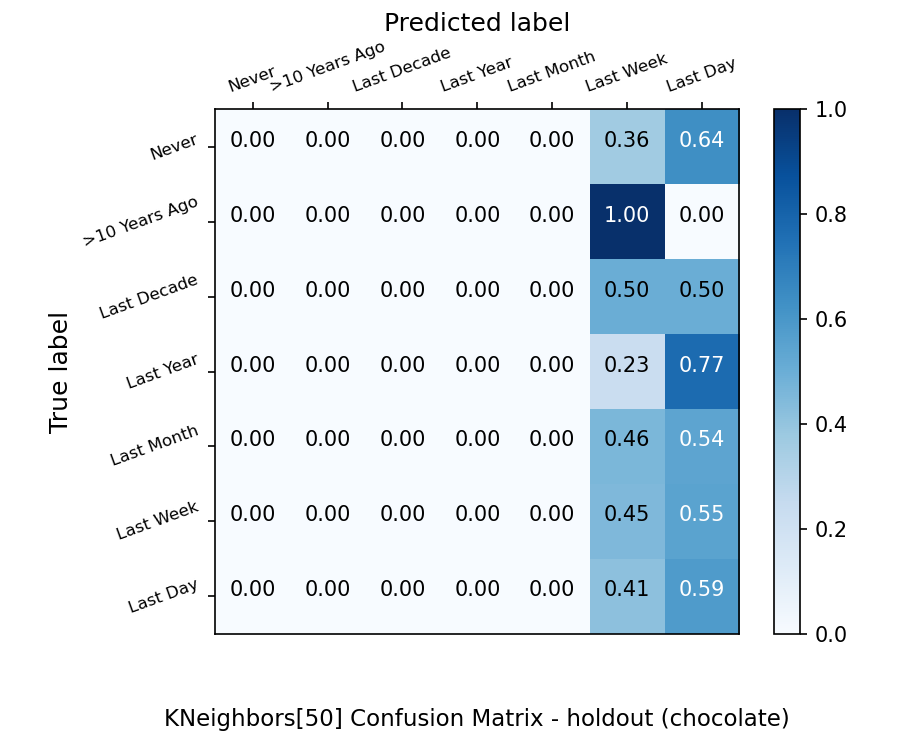 Predicted label
Never >10 Years Ago Last Decade Last Year Last Month Last Week Last Day
True label
Never 0.00 0.00 0.00 0.00 0.00 0.36 0.64
>10 Years Ago 0.00 0.00 0.00 0.00 0.00 1.00 0.00
Last Decade 0.00 0.00 0.00 0.00 0.00 0.50 0.50
Last Year 0.00 0.00 0.00 0.00 0.00 0.23 0.77
Last Month 0.00 0.00 0.00 0.00 0.00 0.46 0.54
Last Week 0.00 0.00 0.00 0.00 0.00 0.45 0.55
Last Day 0.00 0.00 0.00 0.00 0.00 0.41 0.59
1.0
0.8
0.6
0.4
0.2
0.0
KNeighbors[50] Confusion Matrix - holdout (chocolate)